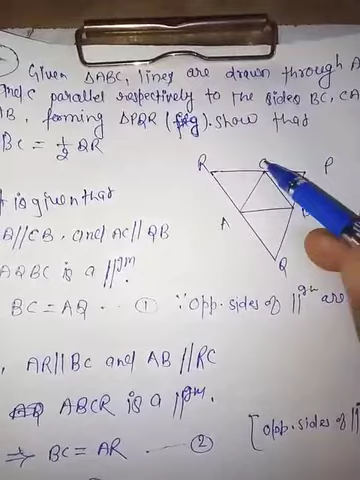 Given ΔABC, lines are drawn through A
and C parallel respectively to the sides BC, CA
AB, forming ΔPQR (fig). Show that
BC = 1/2 QR
R
P
A
Q
it is given that
A//CB, and AC//QB
AQBC is a ||gm.
BC = AQ - - - ① ∵ opp. sides of ||gm are
, AR//BC and AB//RC
ABCR is a ||gm.
⇒ BC = AR - - - ②
[opp. sides of ||